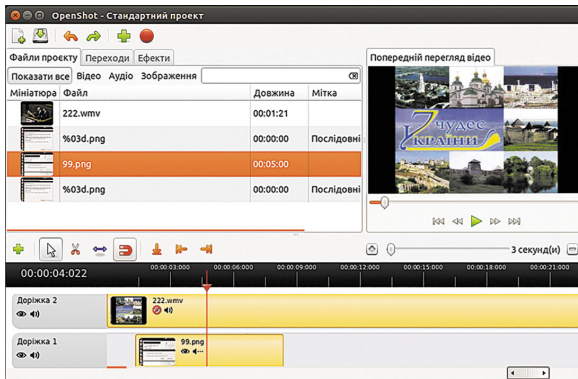 OpenShot - Стандартний проект
Файли проєкту Переходи Ефекти
Показати все Відео Аудіо Зображення
Мініатюра Файл Довжина Мітка
222.wmv 00:01:21
%03d.png 00:00:00 Послідовні
99.png 00:05:00
%03d.png 00:00:00 Послідовні
Попередній перегляд відео
7 чудес
країни
3 секунд(и)
00:00:04:022
00:00:03:000 00:00:06:000 00:00:09:000 00:00:12:000 00:00:15:000 00:00:18:000 00:00:21:000
Доріжка 2
222.wmv
Доріжка 1
99.png